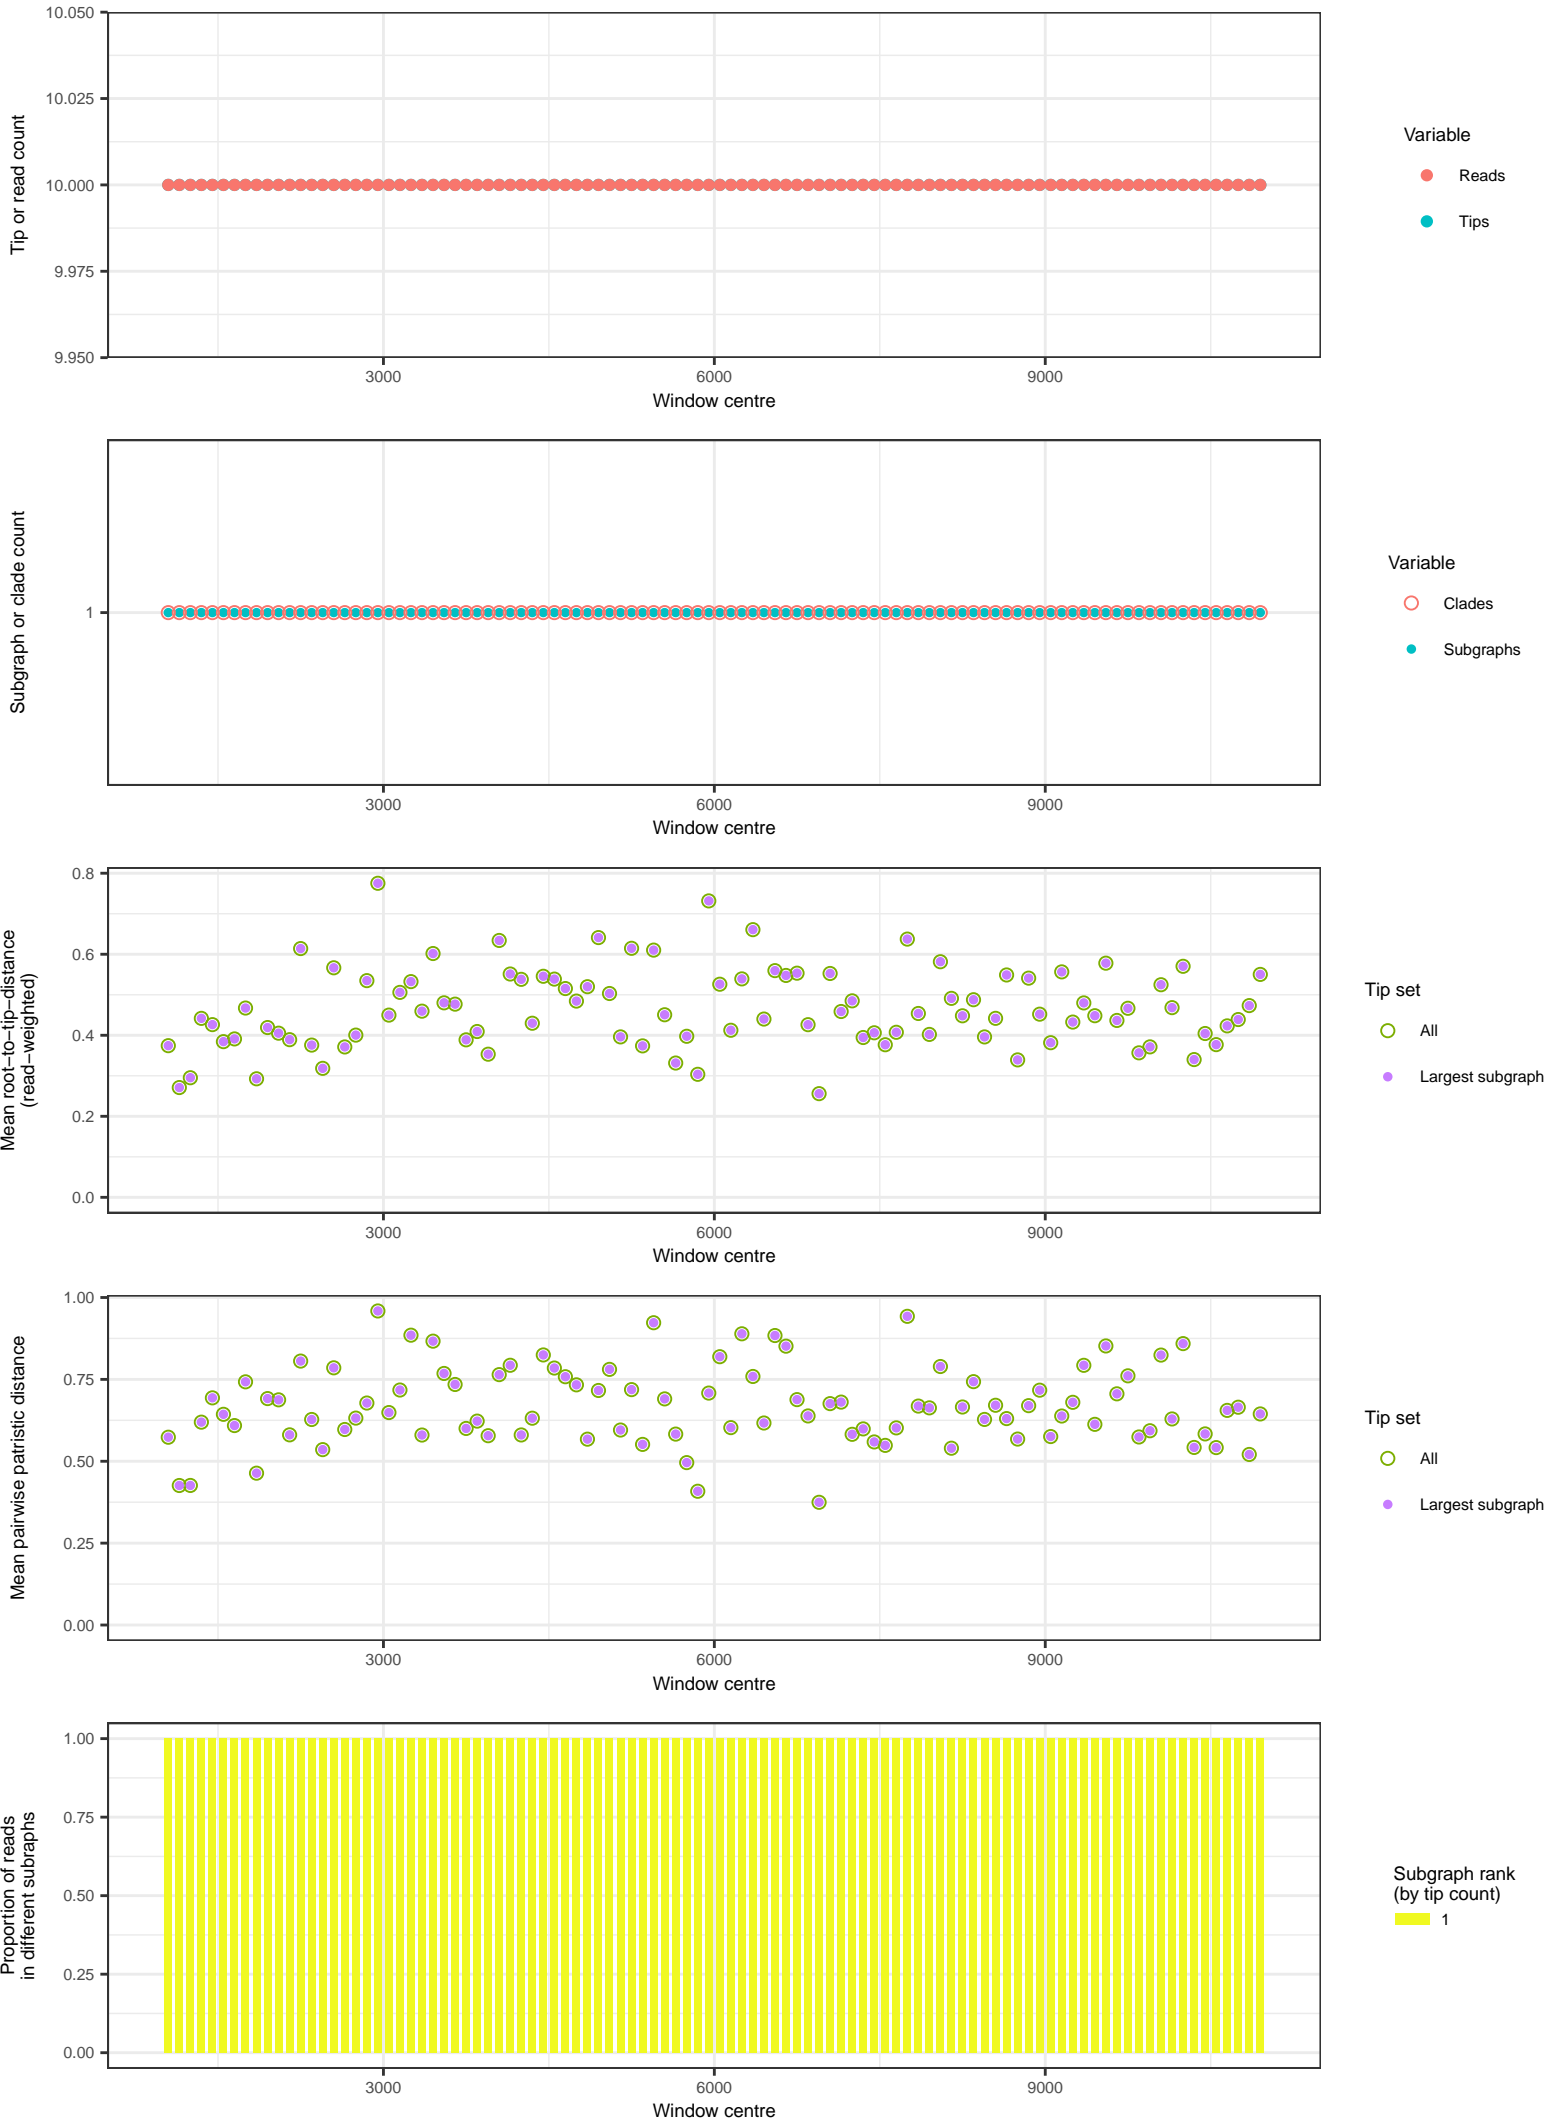 10.050
10.025
10.000
9.975
9.950
Tip or read count
3000 6000 9000
Window centre
Variable
Reads
Tips
1
Subgraph or clade count
3000 6000 9000
Window centre
Variable
Clades
Subgraphs
0.8
0.6
0.4
0.2
0.0
Mean root−to−tip−distance
(read−weighted)
3000 6000 9000
Window centre
Tip set
All
Largest subgraph
1.00
0.75
0.50
0.25
0.00
Mean pairwise patristic distance
3000 6000 9000
Window centre
Tip set
All
Largest subgraph
1.00
0.75
0.50
0.25
0.00
Proportion of reads
in different subraphs
3000 6000 9000
Window centre
Subgraph rank
(by tip count)
1